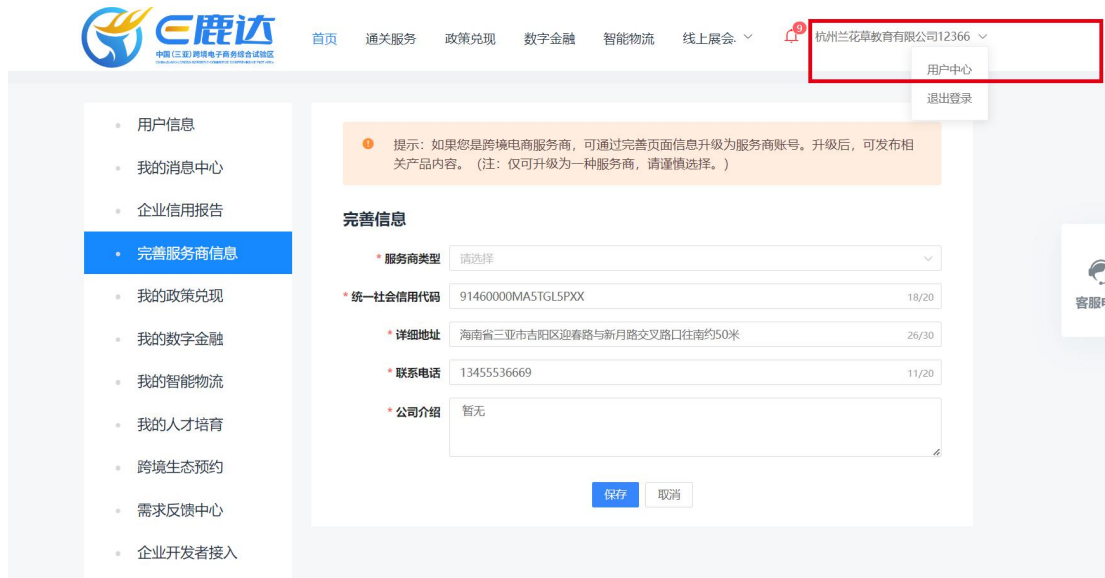 E鹿达
中国(三亚)跨境电子商务综合试验区
首页 通关服务 政策兑现 数字金融 智能物流 线上展会. 9 杭州兰花草教育有限公司12366
用户中心
退出登录
用户信息
我的消息中心
企业信用报告
完善服务商信息
我的政策兑现
我的数字金融
我的智能物流
我的人才培育
跨境生态预约
需求反馈中心
企业开发者接入
提示：如果您是跨境电商服务商，可通过完善页面信息升级为服务商账号。升级后，可发布相
关产品内容。（注：仅可升级为一种服务商，请谨慎选择。）
完善信息
* 服务商类型 请选择
* 统一社会信用代码 91460000MA5TGL5PXX 18/20
* 详细地址 海南省三亚市吉阳区迎春路与新月路交叉路口往南约50米 26/30
* 联系电话 13455536669 11/20
* 公司介绍 暂无
保存 取消
客服